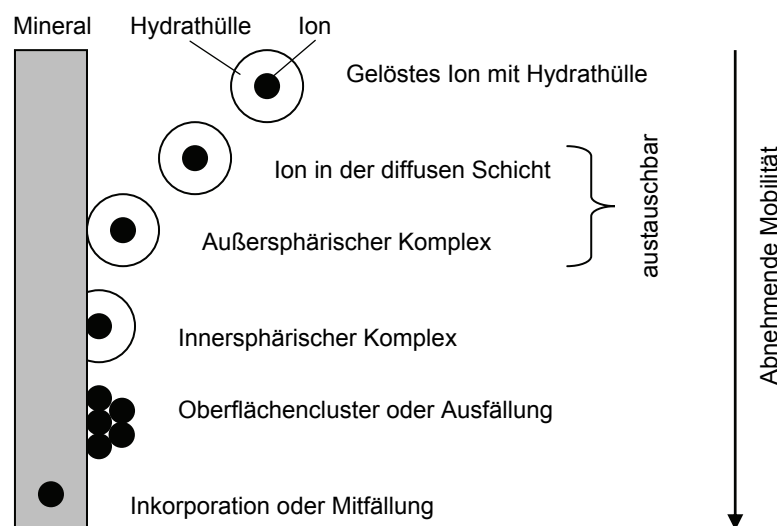 Mineral
Hydrathülle
Ion
Gelöstes Ion mit Hydrathülle
Ion in der diffusen Schicht
Außersphärischer Komplex
austauschbar
Innersphärischer Komplex
Oberflächencluster oder Ausfällung
Inkorporation oder Mitfällung
Abnehmende Mobilität